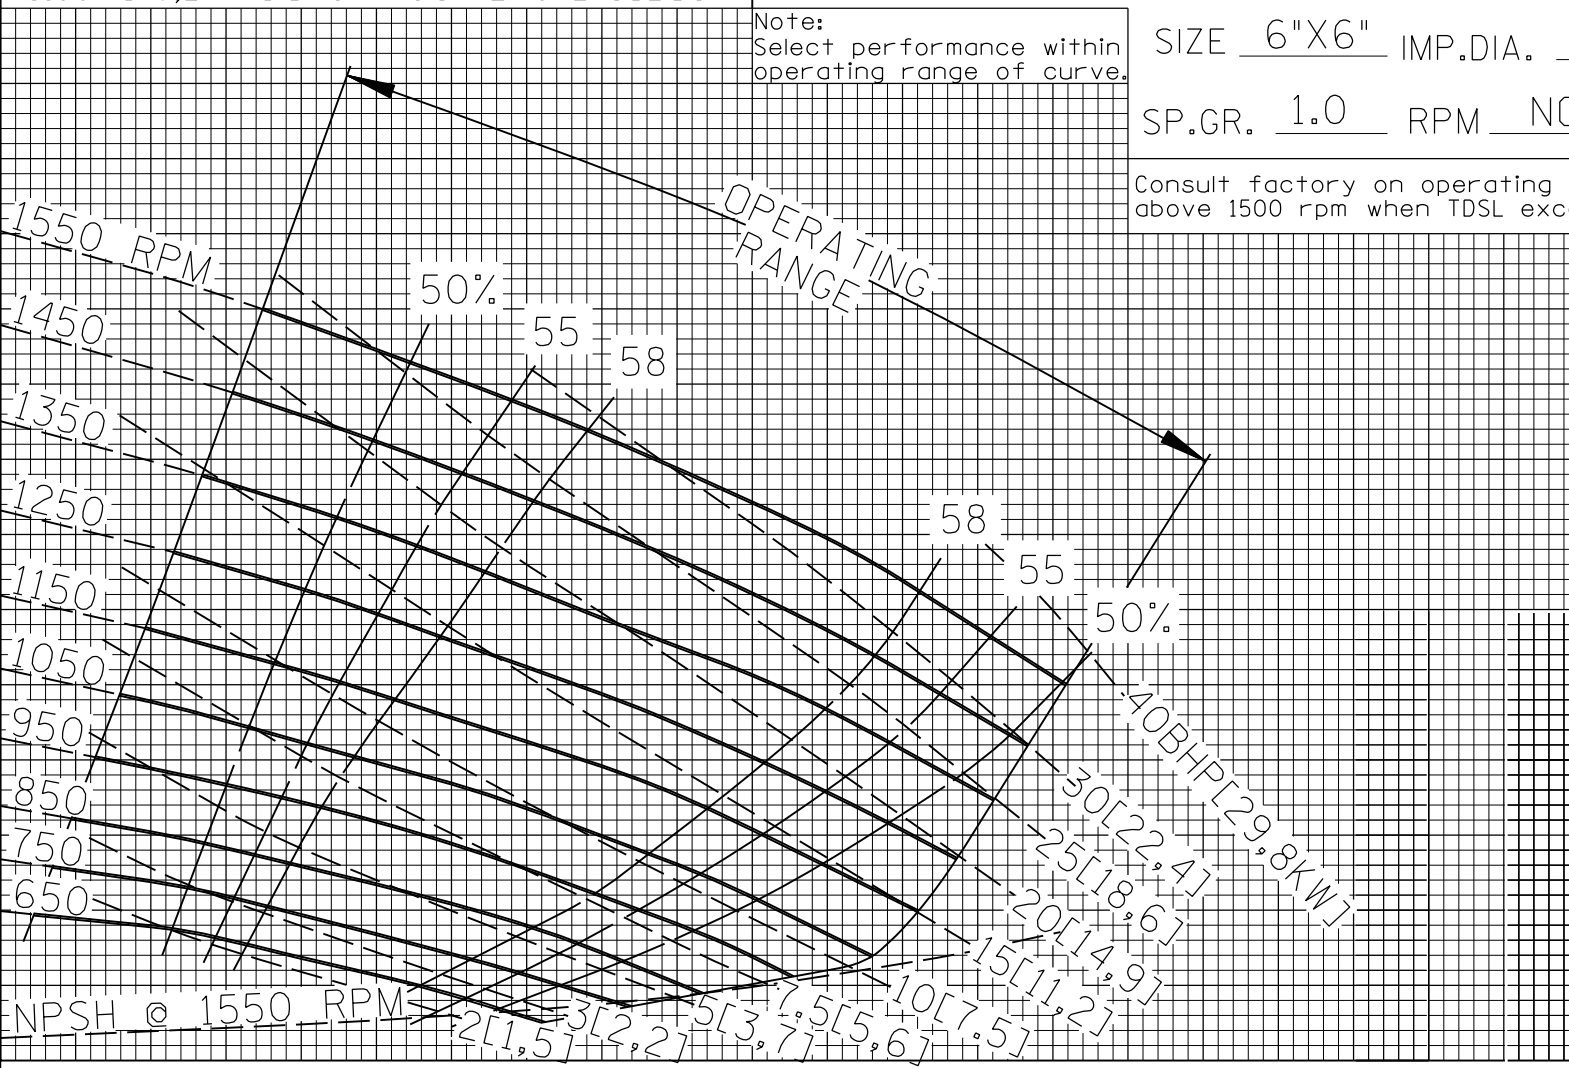 Note:
Select performance within
operating range of curve.
SIZE 6"X6" IMP.DIA.
SP.GR. 1.0 RPM
Consult factory on operating
above 1500 rpm when TDSL
OPERATING
RANGE
1550 RPM
1450
1350
1250
1150
1050
950
850
750
650
50%
55
58
58
55
50%
40BHP[29,8KW]
30[22,4]
25[18,6]
20[14,9]
15[11,2]
10[7.5]
7.5[5,6]
5[3,7]
3[2,2]
2[1,5]
NPSH @ 1550 RPM